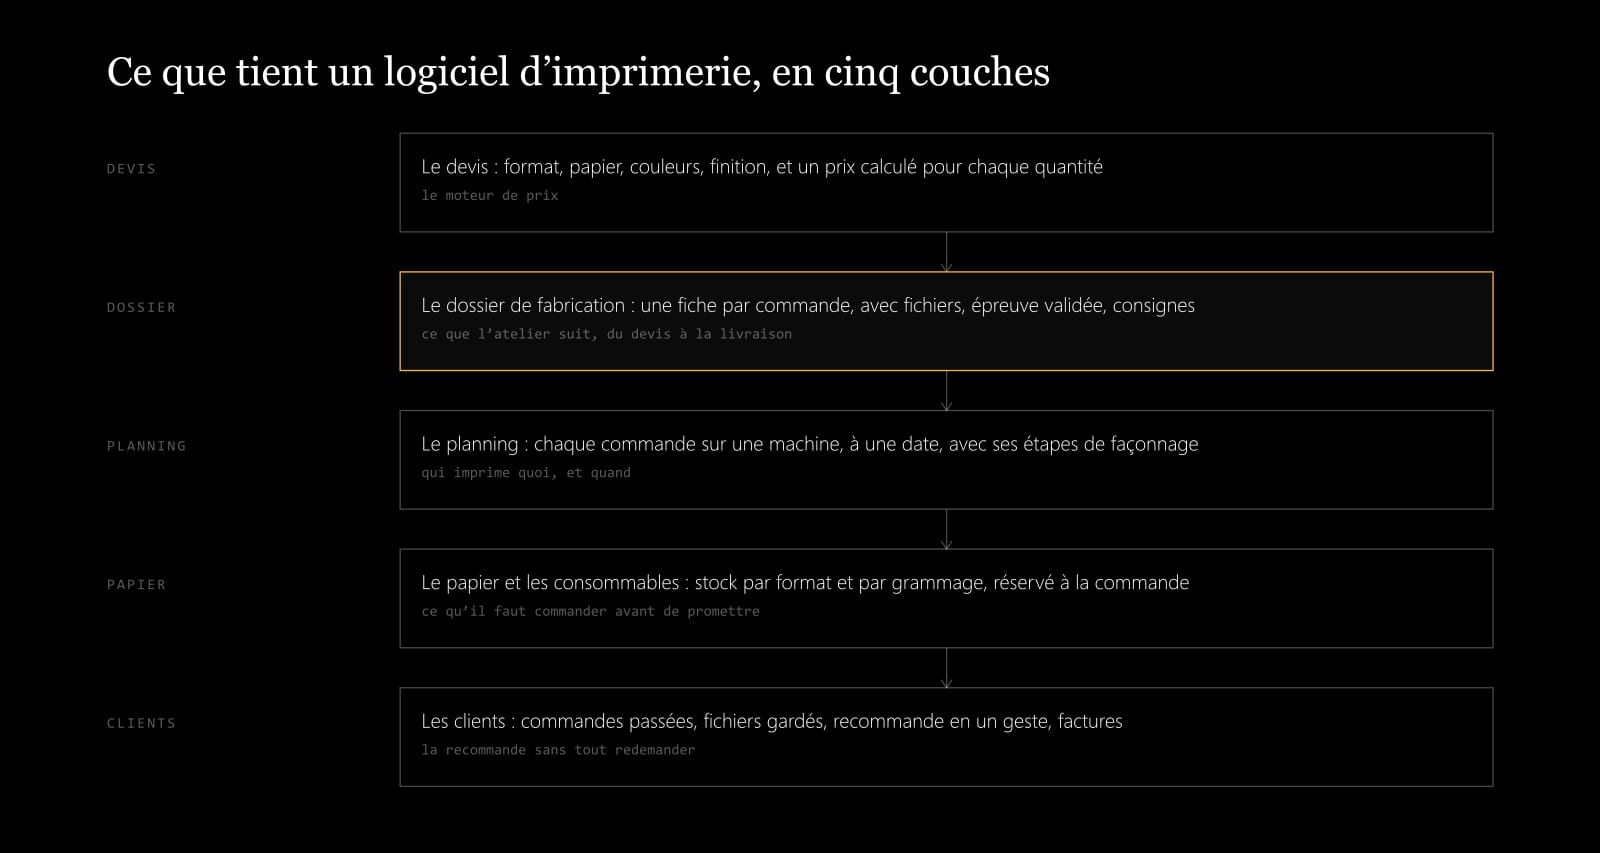 Ce que tient un logiciel d’imprimerie, en cinq couches
DEVIS
Le devis : format, papier, couleurs, finition, et un prix calculé pour chaque quantité
le moteur de prix
DOSSIER
Le dossier de fabrication : une fiche par commande, avec fichiers, épreuve validée, consignes
ce que l’atelier suit, du devis à la livraison
PLANNING
Le planning : chaque commande sur une machine, à une date, avec ses étapes de façonnage
qui imprime quoi, et quand
PAPIER
Le papier et les consommables : stock par format et par grammage, réservé à la commande
ce qu’il faut commander avant de promettre
CLIENTS
Les clients : commandes passées, fichiers gardés, recommande en un geste, factures
la recommande sans tout redemander